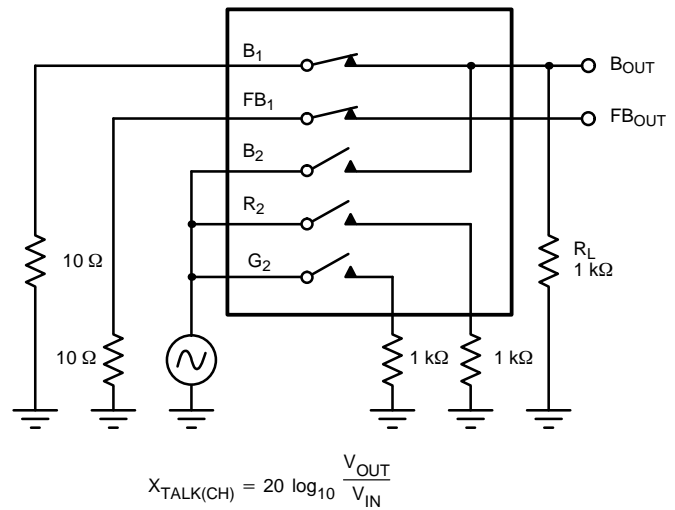 B1
BOUT
FB1
FBOUT
B2
R2
G2
10 Ω
RL
1 kΩ
10 Ω
1 kΩ
1 kΩ
XTALK(CH) = 20 log10 VOUT / VIN